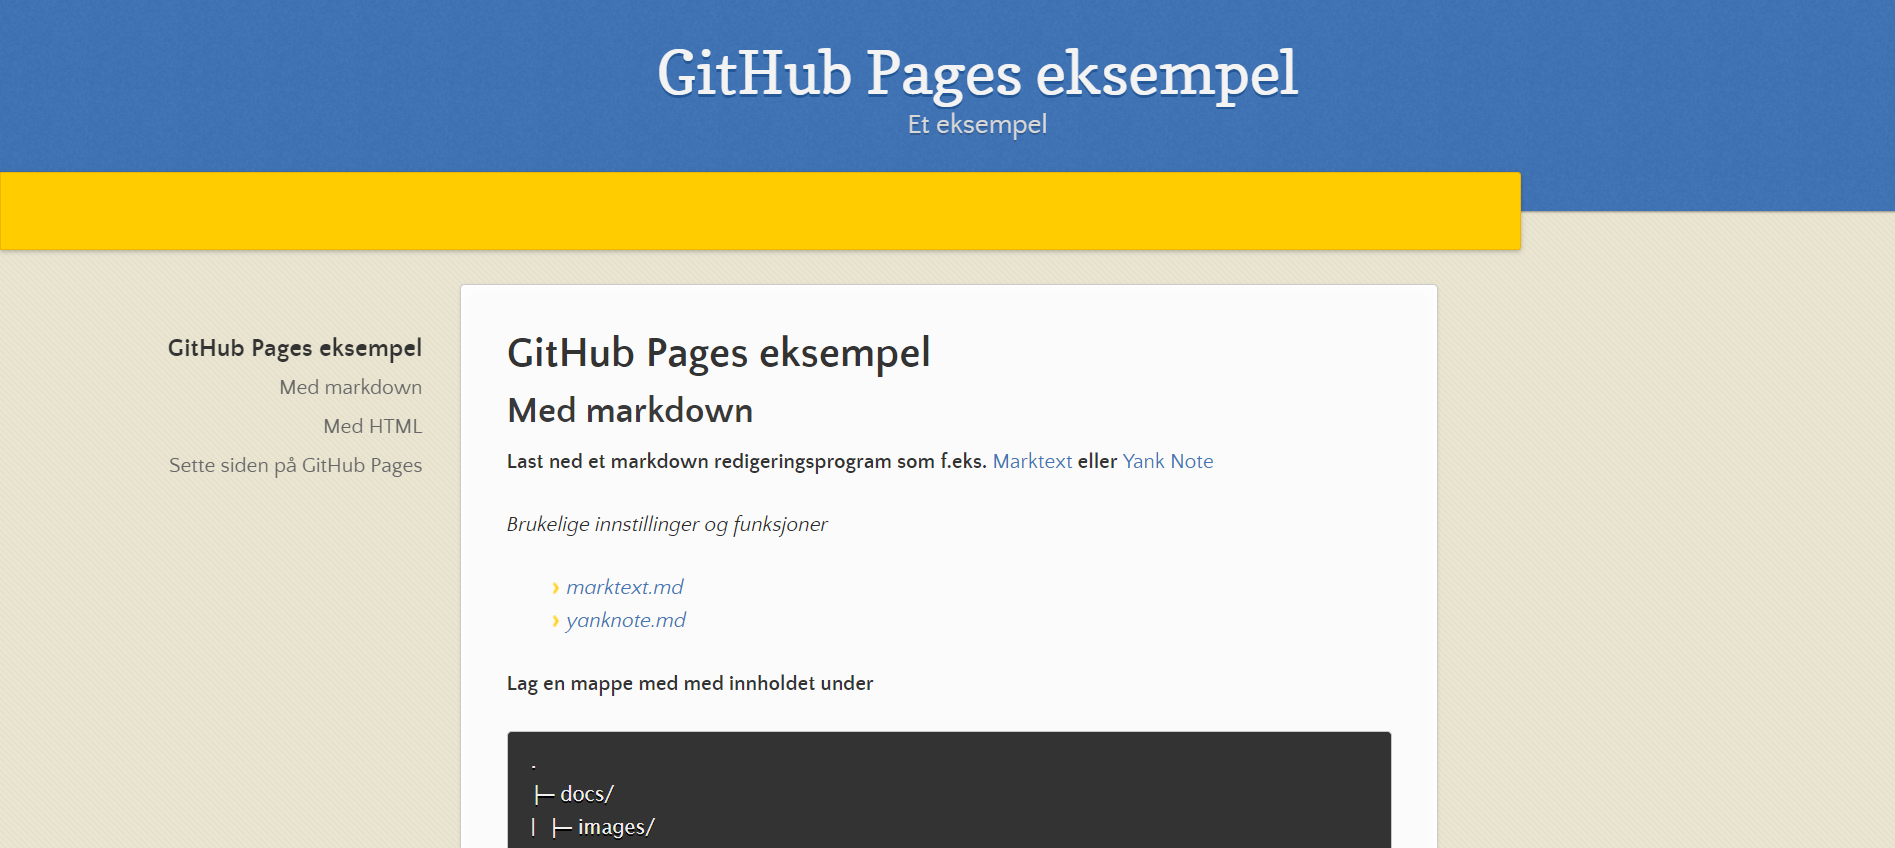 GitHub Pages eksempel
Et eksempel
GitHub Pages eksempel
Med markdown
Med HTML
Sette siden på GitHub Pages
GitHub Pages eksempel
Med markdown
Last ned et markdown redigeringsprogram som f.eks. Marktext eller Yank Note
Brukelige innstillinger og funksjoner
› marktext.md
› yanknote.md
Lag en mappe med med innholdet under
.
├─ docs/
│  ├─ images/